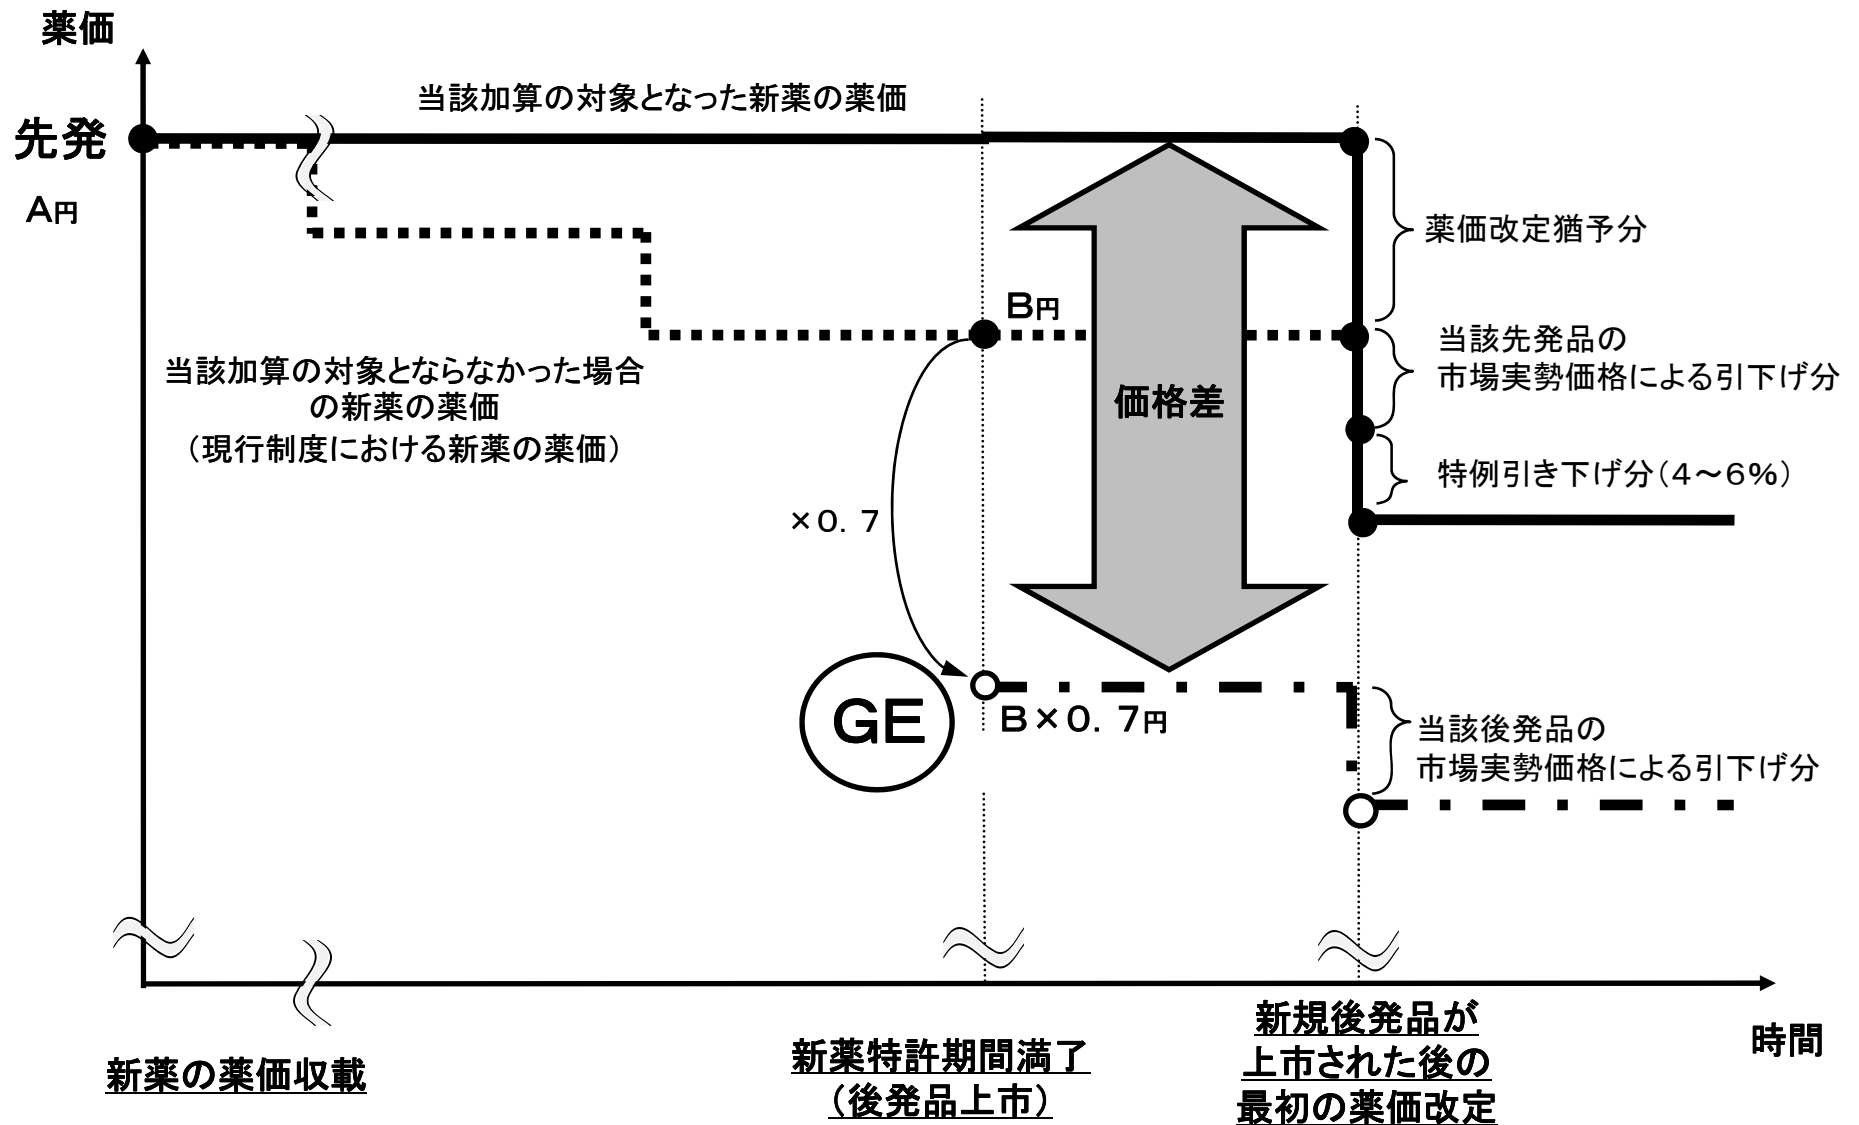 薬価
当該加算の対象となった新薬の薬価
先発
A円
薬価改定猶予分
B円
当該先発品の
市場実勢価格による引下げ分
当該加算の対象とならなかった場合
の新薬の薬価
（現行制度における新薬の薬価）
価格差
特例引き下げ分（４～６％）
×０．７
GE
B×０．７円
当該後発品の
市場実勢価格による引下げ分
新薬の薬価収載
新薬特許期間満了
（後発品上市）
新規後発品が
上市された後の
最初の薬価改定
時間